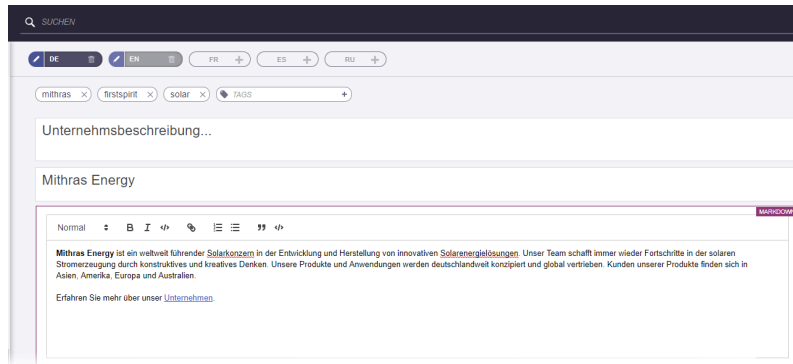 SUCHEN
DE EN FR + ES + RU +
mithras × firstspirit × solar × TAGS +
Unternehmsbeschreibung...
Mithras Energy
MARKDOWN
Normal B I </> " </>
Mithras Energy ist ein weltweit führender Solarkonzern in der Entwicklung und Herstellung von innovativen Solarenergielösungen. Unser Team schafft immer wieder Fortschritte in der solaren
Stromerzeugung durch konstruktives und kreatives Denken. Unsere Produkte und Anwendungen werden deutschlandweit konzipiert und global vertrieben. Kunden unserer Produkte finden sich in
Asien, Amerika, Europa und Australien.
Erfahren Sie mehr über unser Unternehmen.